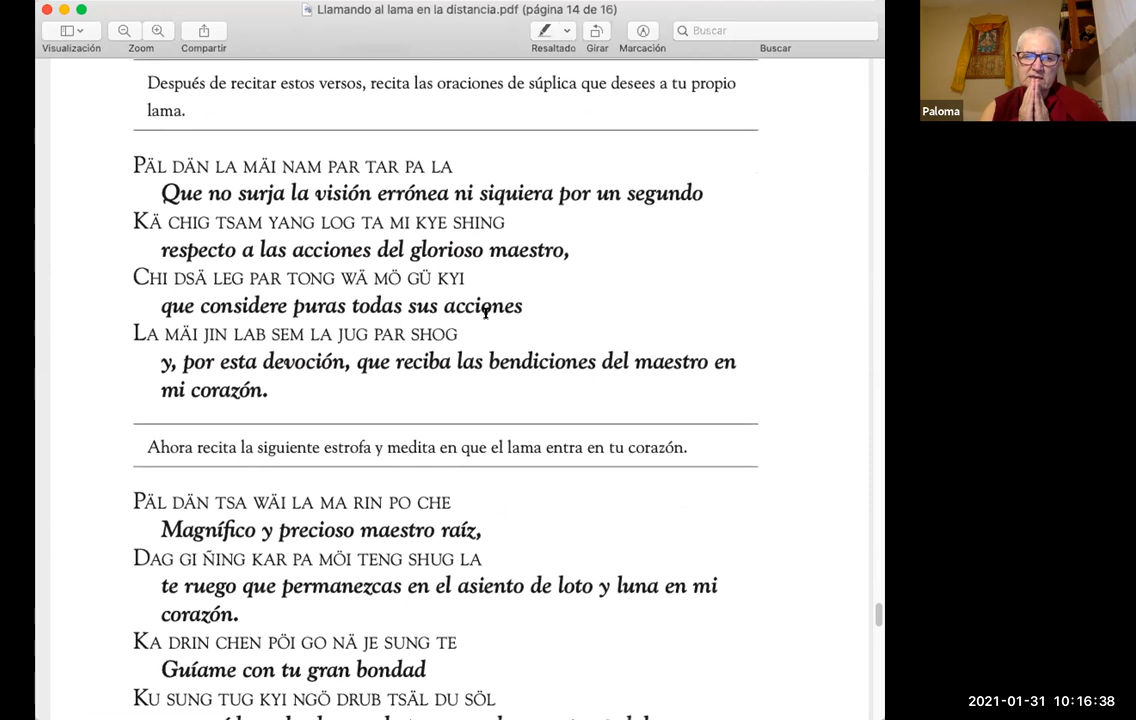 Llamando al lama en la distancia.pdf (página 14 de 16)
Visualización Zoom Compartir Resaltado Girar Marcación Buscar
Buscar
Después de recitar estos versos, recita las oraciones de súplica que desees a tu propio
lama.
PÄL DÄN LA MÄI NAM PAR TAR PA LA
Que no surja la visión errónea ni siquiera por un segundo
KÄ CHIG TSAM YANG LOG TA MI KYE SHING
respecto a las acciones del glorioso maestro,
CHI DSÄ LEG PAR TONG WÄ MÖ GÜ KYI
que considere puras todas sus acciones
LA MÄI JIN LAB SEM LA JUG PAR SHOG
y, por esta devoción, que reciba las bendiciones del maestro en
mi corazón.
Ahora recita la siguiente estrofa y medita en que el lama entra en tu corazón.
PÄL DÄN TSA WÄI LA MA RIN PO CHE
Magnífico y precioso maestro raíz,
DAG GI ÑING KAR PA MÖI TENG SHUG LA
te ruego que permanezcas en el asiento de loto y luna en mi
corazón.
KA DRIN CHEN PÖI GO NÄ JE SUNG TE
Guíame con tu gran bondad
KU SUNG TUG KYI NGÖ DRUB TSÄL DU SÖL
Paloma
2021-01-31 10:16:38